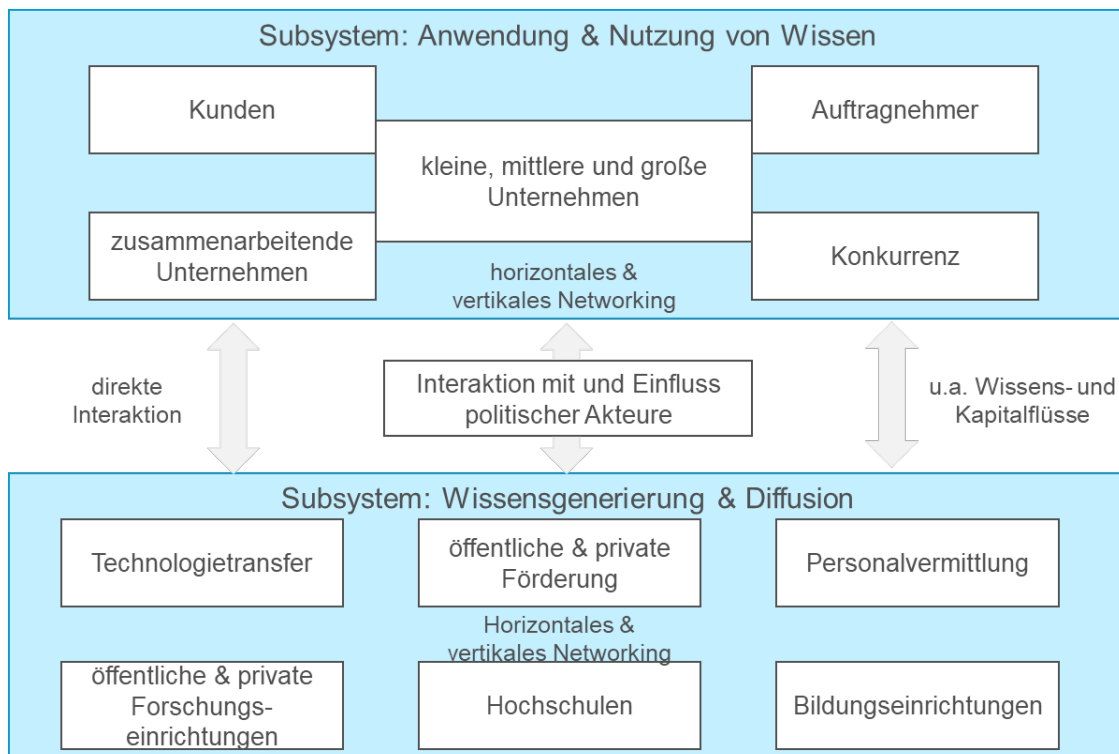 Subsystem: Anwendung & Nutzung von Wissen
Kunden
Auftragnehmer
kleine, mittlere und große
Unternehmen
zusammenarbeitende
Unternehmen
Konkurrenz
horizontales &
vertikales Networking
direkte
Interaktion
Interaktion mit und Einfluss
politischer Akteure
u.a. Wissens- und
Kapitalflüsse
Subsystem: Wissensgenerierung & Diffusion
Technologietransfer
öffentliche & private
Förderung
Personalvermittlung
Horizontales &
vertikales Networking
öffentliche & private
Forschungs-
einrichtungen
Hochschulen
Bildungseinrichtungen